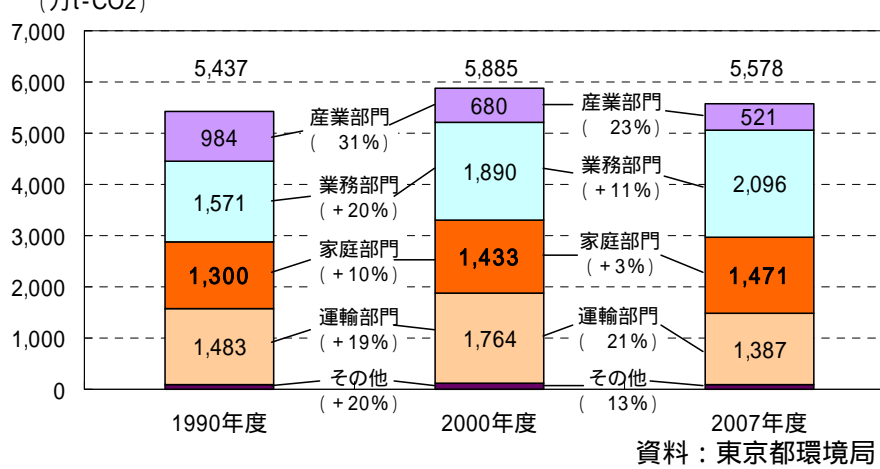 (万t-CO2)
7,000
6,000
5,000
4,000
3,000
2,000
1,000
0
5,437
984
1,571
1,300
1,483
1990年度
産業部門
( 31%)
業務部門
(+20%)
家庭部門
(+10%)
運輸部門
(+19%)
その他
(+20%)
5,885
680
1,890
1,433
1,764
2000年度
産業部門
( 23%)
業務部門
(+11%)
家庭部門
(+3%)
運輸部門
( 21%)
その他
( 13%)
5,578
521
2,096
1,471
1,387
2007年度
資料：東京都環境局